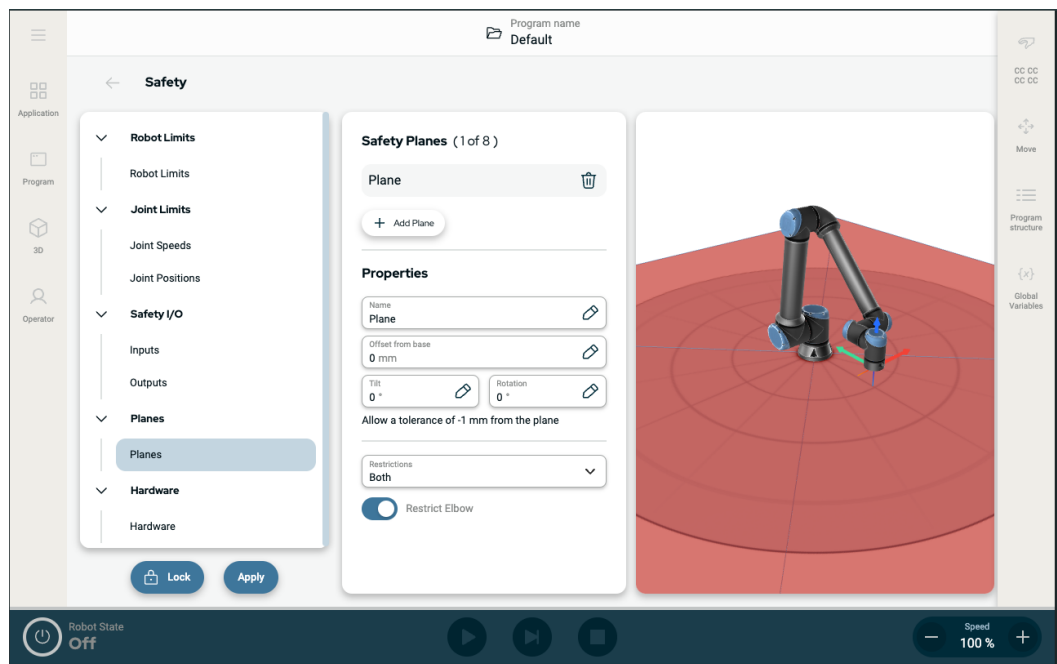 Program name
Default
Safety
Application
Program
3D
Operator
Robot Limits
Robot Limits
Joint Limits
Joint Speeds
Joint Positions
Safety I/O
Inputs
Outputs
Planes
Planes
Hardware
Hardware
Lock
Apply
Safety Planes (1 of 8)
Plane
Add Plane
Properties
Name
Plane
Offset from base
0 mm
Tilt
0 °
Rotation
0 °
Allow a tolerance of -1 mm from the plane
Restrictions
Both
Restrict Elbow
CC CC
CC CC
Move
Program
structure
{x}
Global
Variables
Robot State
Off
Speed
100 %